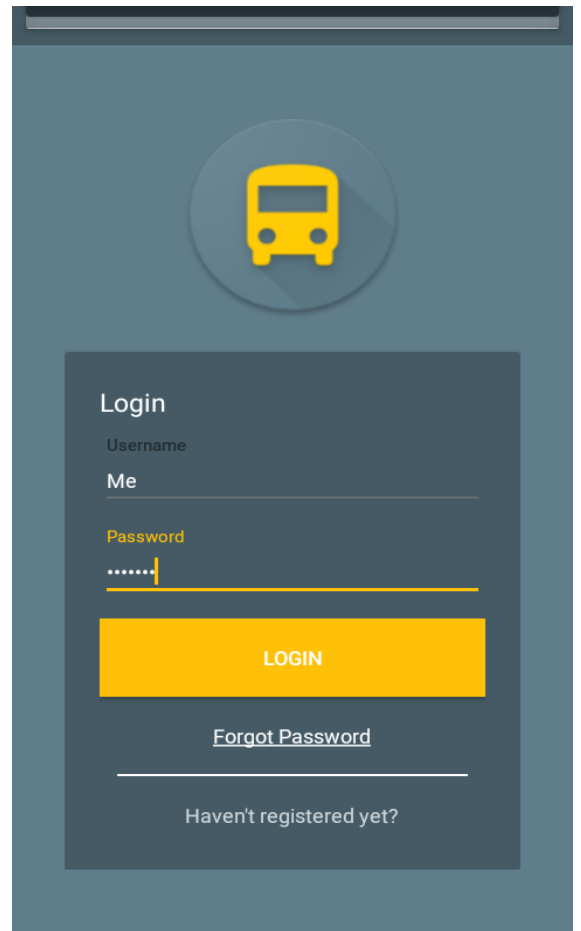 Login
Username
Me
Password
•••••••
LOGIN
Forgot Password
Haven't registered yet?